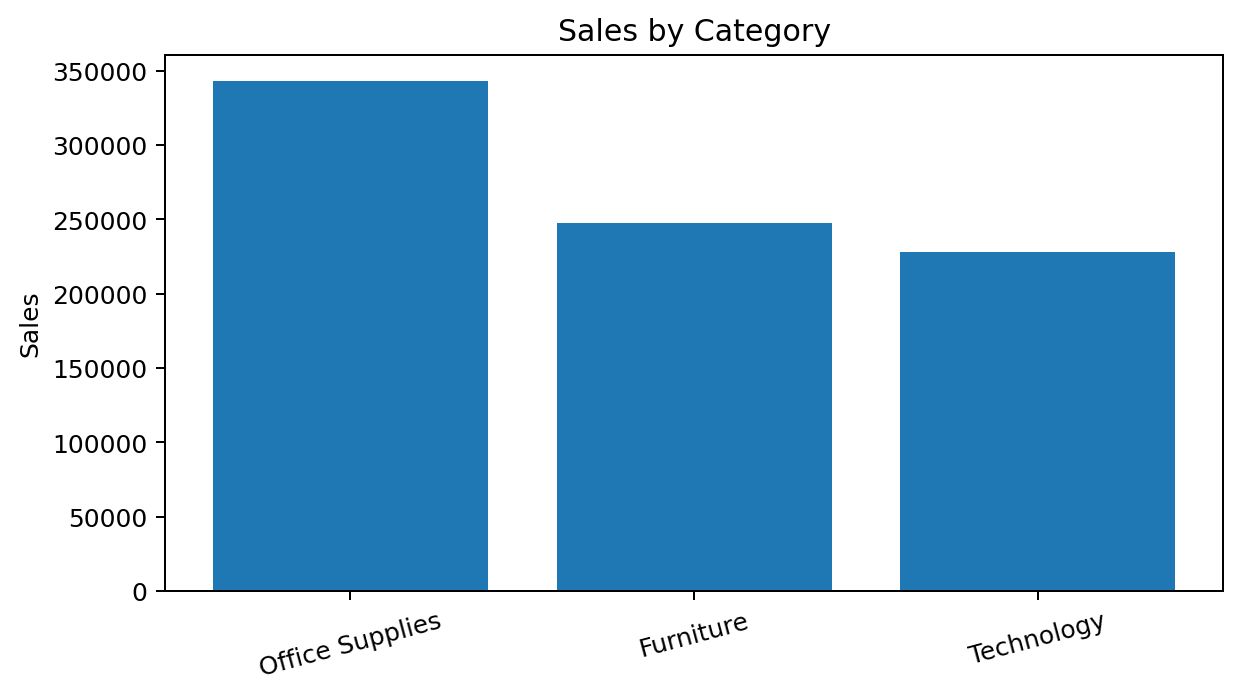 Sales by Category
Sales
350000
300000
250000
200000
150000
100000
50000
0
Office Supplies
Furniture
Technology